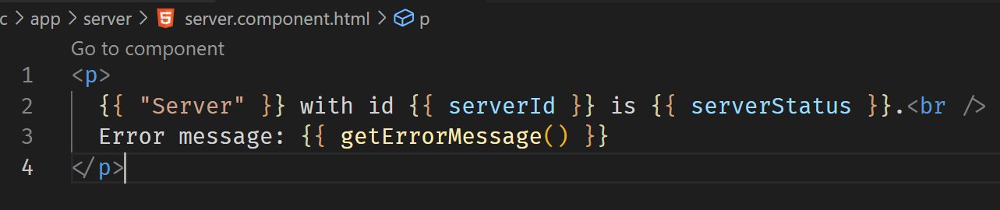 c > app > server > server.component.html > p
Go to component
1 <p>
2 {{ "Server" }} with id {{ serverId }} is {{ serverStatus }}.<br />
3 Error message: {{ getErrorMessage() }}
4 </p>